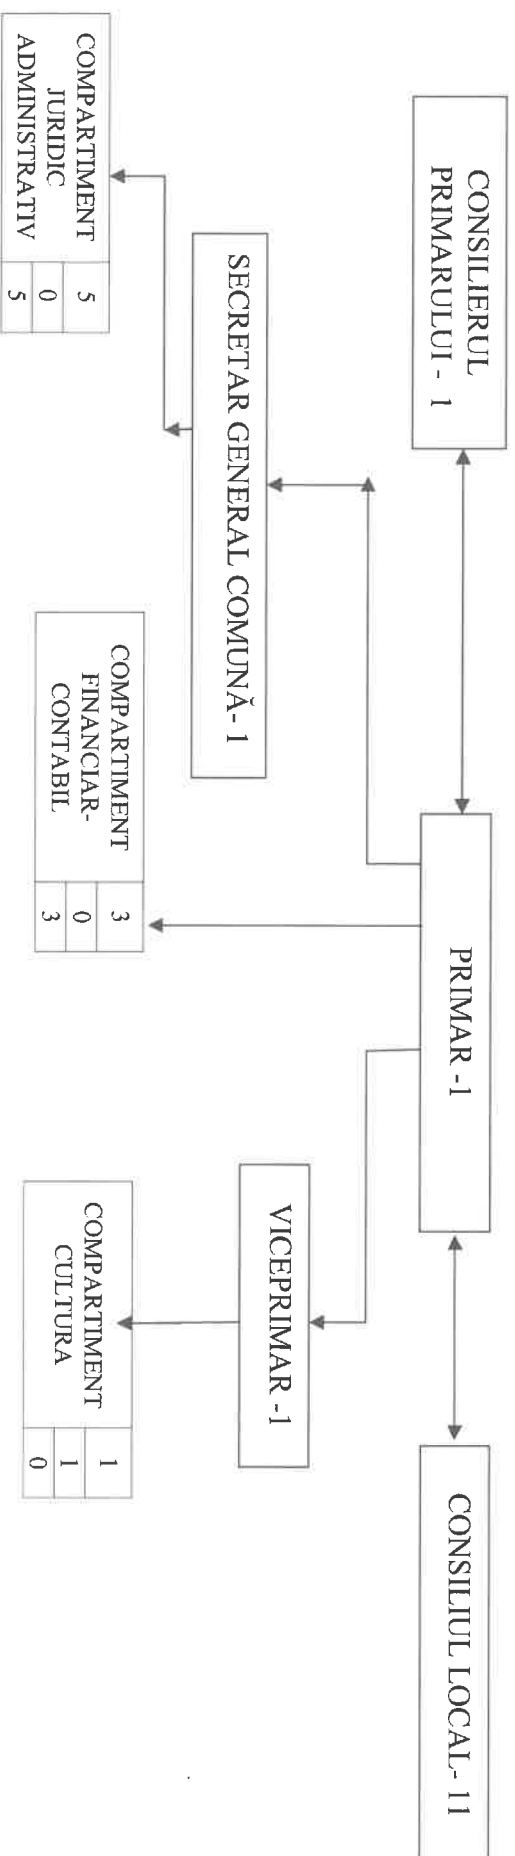 CONSILIERUL
PRIMARULUI - 1
PRIMAR -1
CONSILIUL LOCAL- 11
SECRETAR GENERAL COMUNĂ- 1
VICEPRIMAR -1
COMPARTIMENT
JURIDIC
ADMINISTRATIV
5
0
5
COMPARTIMENT
FINANCIAR-
CONTABIL
3
0
3
COMPARTIMENT
CULTURA
1
1
0